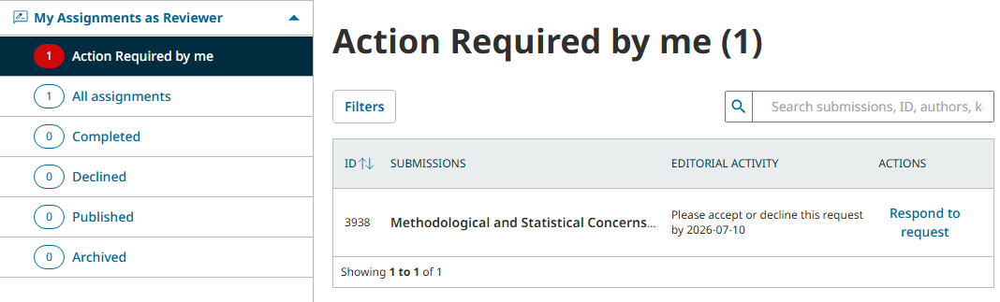 My Assignments as Reviewer
1 Action Required by me
1 All assignments
0 Completed
0 Declined
0 Published
0 Archived
Action Required by me (1)
Filters
Search submissions, ID, authors, k
ID SUBMISSIONS EDITORIAL ACTIVITY ACTIONS
3938 Methodological and Statistical Concerns... Please accept or decline this request by 2026-07-10 Respond to request
Showing 1 to 1 of 1